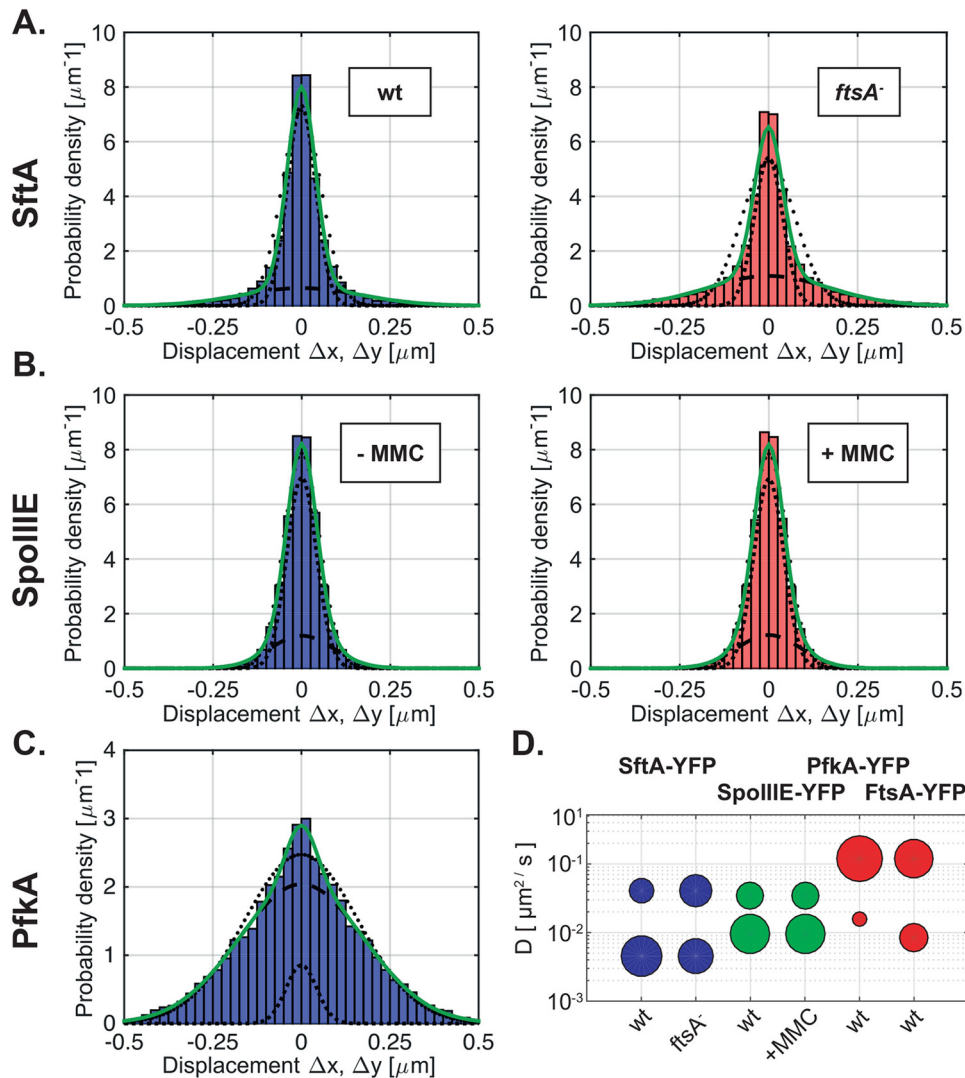 A.
SftA
Probability density [μm^-1]
10
8
6
4
2
0
wt
-0.5 -0.25 0 0.25 0.5
Displacement Δx, Δy [μm]
Probability density [μm^-1]
10
8
6
4
2
0
ftsA-
-0.5 -0.25 0 0.25 0.5
Displacement Δx, Δy [μm]
B.
SpoIIIE
Probability density [μm^-1]
10
8
6
4
2
0
- MMC
-0.5 -0.25 0 0.25 0.5
Displacement Δx, Δy [μm]
Probability density [μm^-1]
10
8
6
4
2
0
+ MMC
-0.5 -0.25 0 0.25 0.5
Displacement Δx, Δy [μm]
C.
PfkA
Probability density [μm^-1]
4
3
2
1
0
-0.5 -0.25 0 0.25 0.5
Displacement Δx, Δy [μm]
D.
SftA-YFP PfkA-YFP
SpoIIIE-YFP FtsA-YFP
D [ μm² / s ]
10¹
10-¹
10-²
10-³
wt ftsA- wt +MMC wt wt